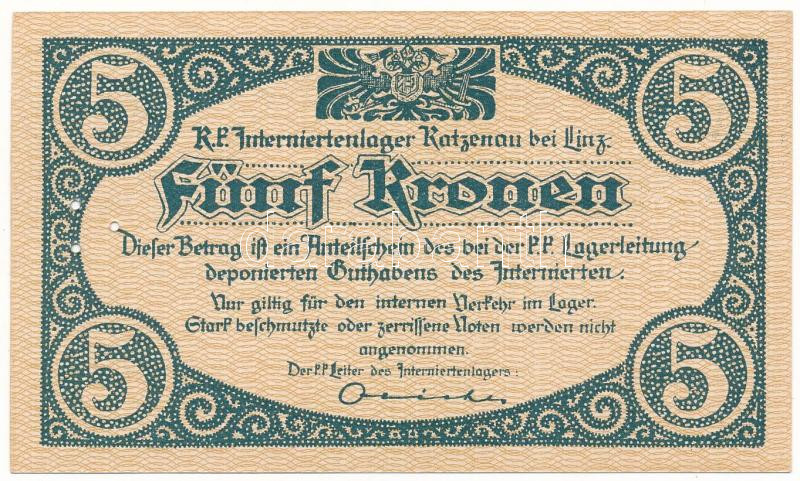 5 5
K.k. Interniertenlager Katzenau bei Linz.
Fünf Kronen
Dieser Betrag ist ein Anteilschein des bei der k.k. Lagerleitung
deponierten Guthabens des Internierten.
Nur giltig für den internen Verkehr im Lager.
Stark beschmutzte oder zerrissene Noten werden nicht
angenommen.
Der k.k. Leiter des Interniertenlagers:
5 5